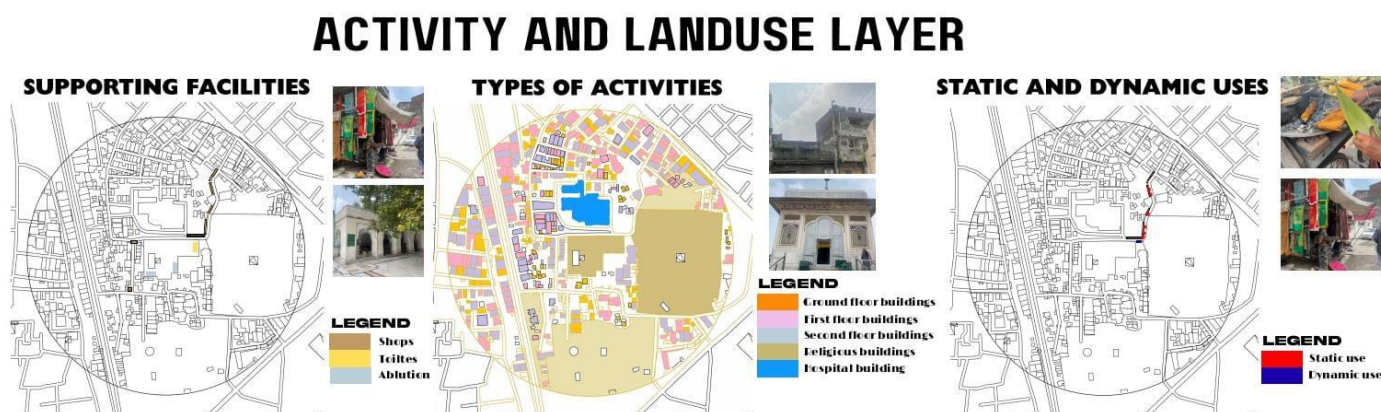 ACTIVITY AND LANDUSE LAYER
SUPPORTING FACILITIES
LEGEND
Shops
Toiltes
Ablution
TYPES OF ACTIVITIES
LEGEND
Ground floor buildings
First floor buildings
Second floor buildings
Religious buildings
Hospital building
STATIC AND DYNAMIC USES
LEGEND
Static use
Dynamic use